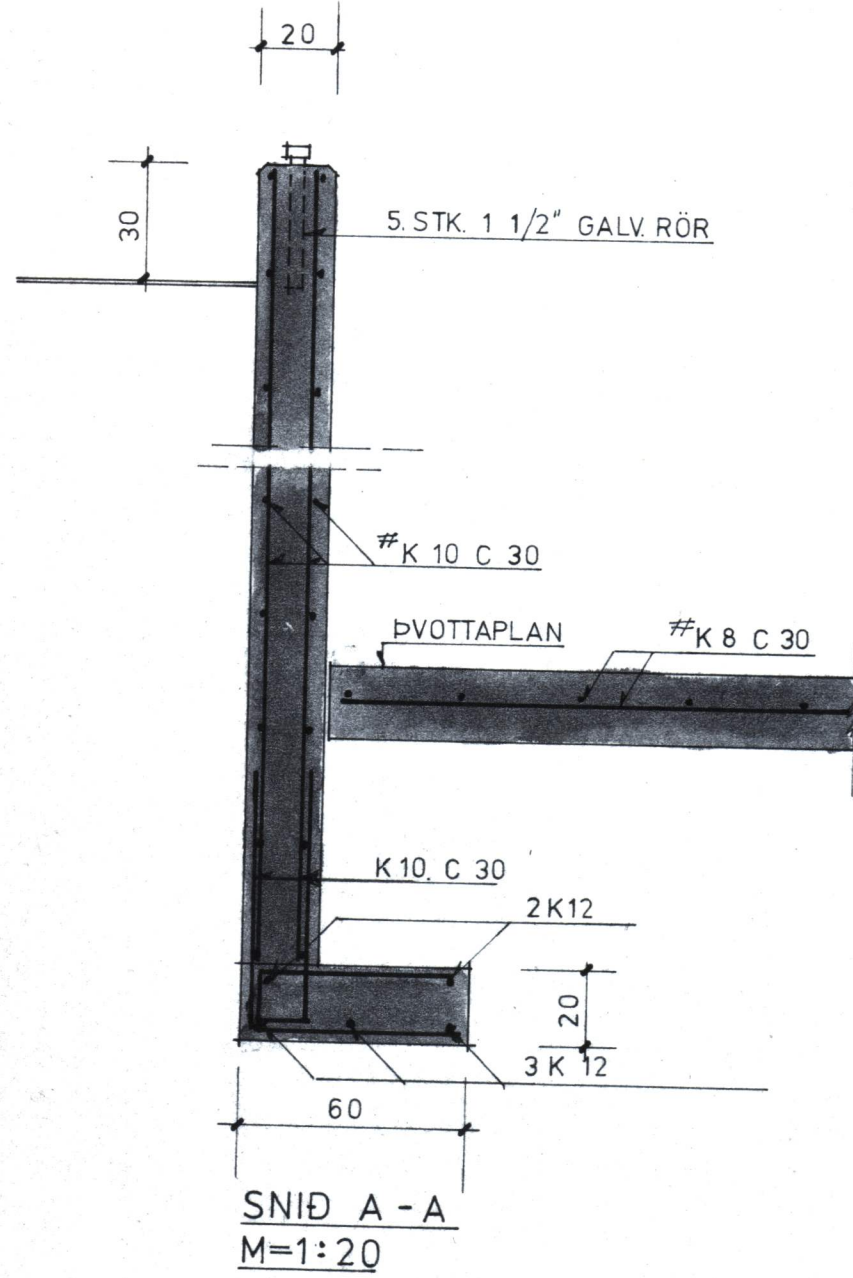 20
30
5. STK. 1 1/2" GALV. RÖR
# K 10 C 30
ÞVOTTAPLAN
# K 8 C 30
K 10. C 30
2 K 12
20
3 K 12
60
SNIÐ A - A
M=1:20